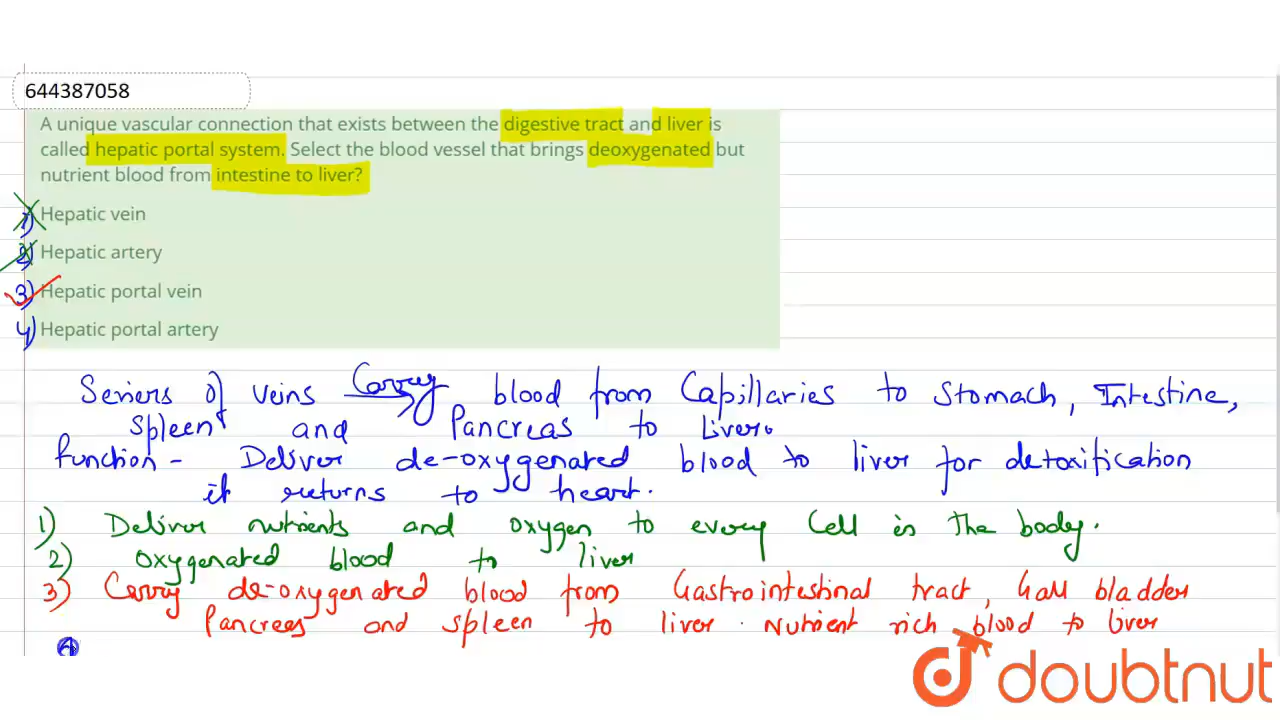 644387058
A unique vascular connection that exists between the digestive tract and liver is
called hepatic portal system. Select the blood vessel that brings deoxygenated but
nutrient blood from intestine to liver?
1) Hepatic vein
2) Hepatic artery
3) Hepatic portal vein
4) Hepatic portal artery
Seriers of veins Carry blood from Capillaries to Stomach, Intestine,
Spleen and Pancreas to liver.
function - Deliver de-oxygenated blood to liver for detoxification
it returns to heart.
1) Deliver nutrients and oxygen to every Cell is the body.
2) oxygenated blood to liver
3) Carry de-oxygenated blood from Gastrointestinal tract, Gall bladder
Pancreas and spleen to liver. Nutrient rich blood to liver
4
doubtnut